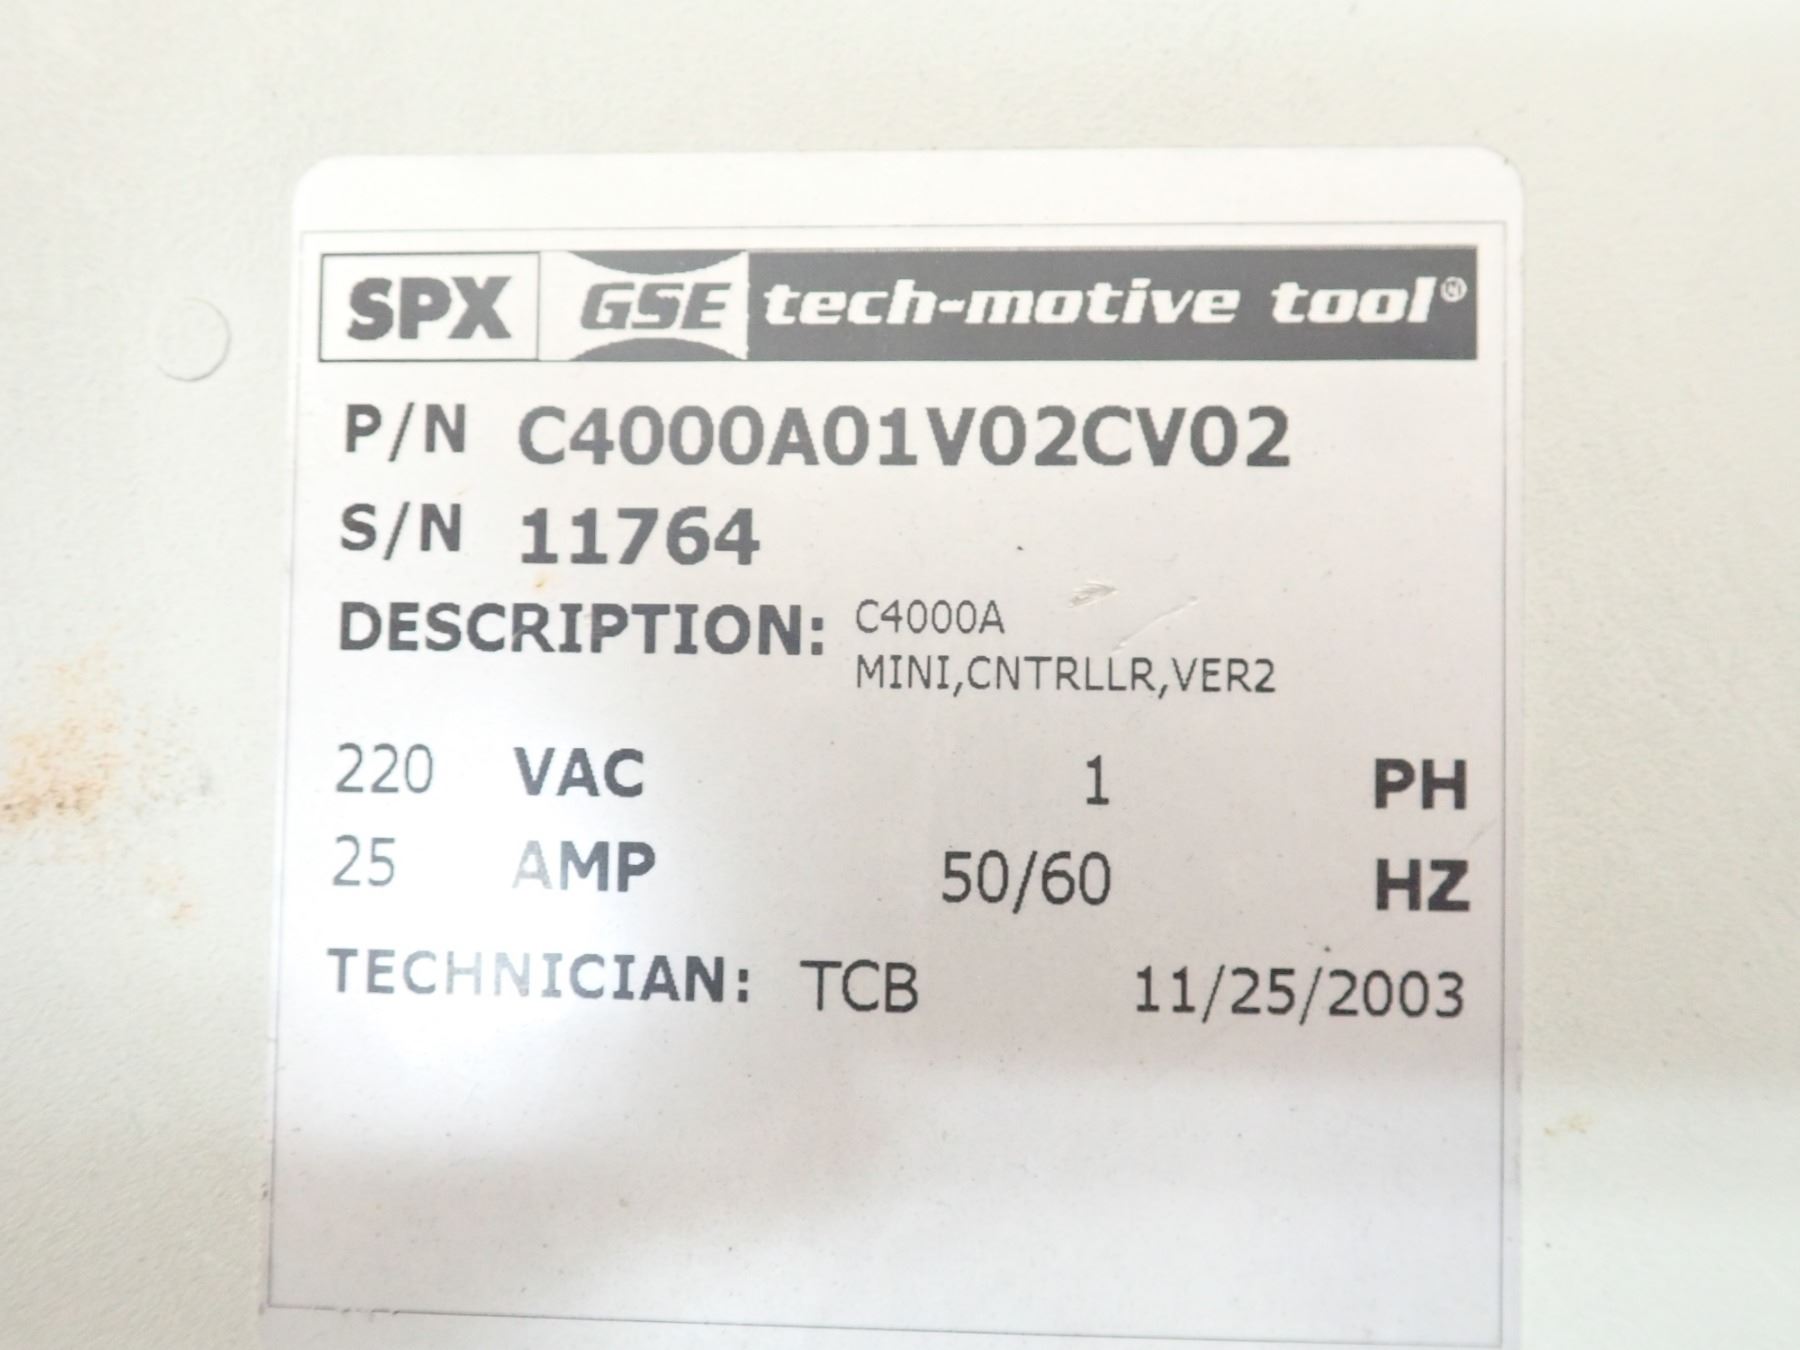 SPX GSE tech-motive tool®
P/N C4000A01V02CV02
S/N 11764
DESCRIPTION: C4000A
MINI,CNTRLLR,VER2
220 VAC 1 PH
25 AMP 50/60 HZ
TECHNICIAN: TCB 11/25/2003